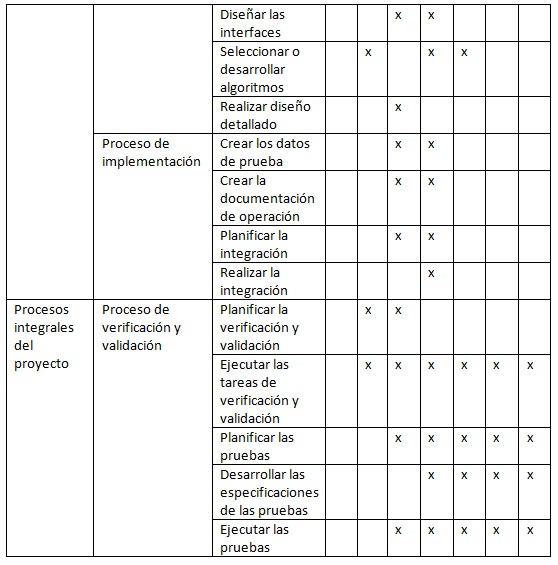 Diseñar las x x
interfaces
Seleccionar o x x x
desarrollar
algoritmos
Realizar diseño x
detallado
Proceso de Crear los datos x x
implementación de prueba
Crear la x x
documentación
de operación
Planificar la x x
integración
Realizar la x
integración
Procesos Proceso de Planificar la x x
integrales verificación y verificación y
del validación validación
proyecto
Ejecutar las x x x x x x
tareas de
verificación y
validación
Planificar las x x x x x
pruebas
Desarrollar las x x x x
especificaciones
de las pruebas
Ejecutar las x x x x x
pruebas